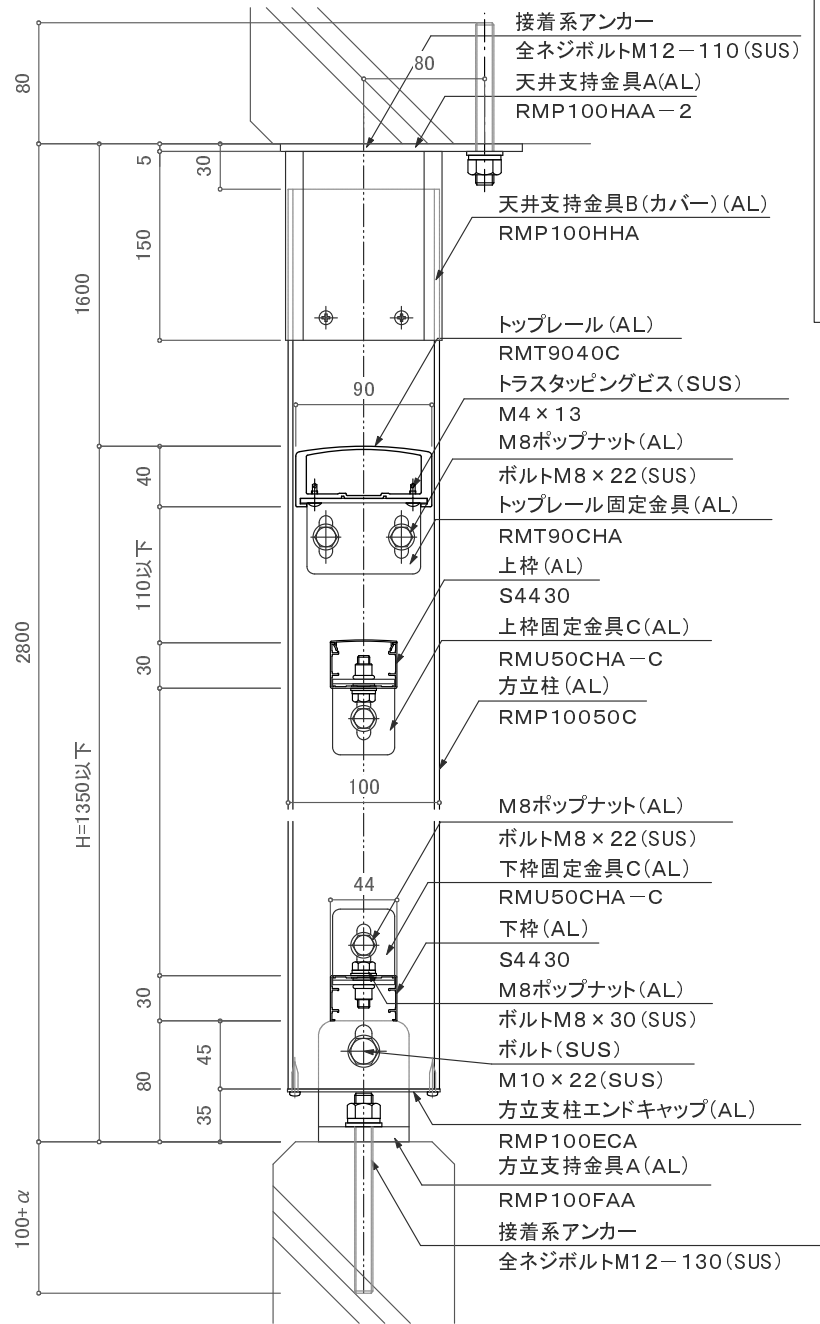 接着系アンカー
全ネジボルトM12－110(SUS)
天井支持金具A(AL)
RMP100HAA－2
天井支持金具B(カバー)(AL)
RMP100HHA
トップレール(AL)
RMT9040C
トラスタッピングビス(SUS)
M4×13
M8ポップナット(AL)
ボルトM8×22(SUS)
トップレール固定金具(AL)
RMT90CHA
上枠(AL)
S4430
上枠固定金具C(AL)
RMU50CHA－C
方立柱(AL)
RMP10050C
M8ポップナット(AL)
ボルトM8×22(SUS)
下枠固定金具C(AL)
RMU50CHA－C
下枠(AL)
S4430
M8ポップナット(AL)
ボルトM8×30(SUS)
ボルト(SUS)
M10×22(SUS)
方立支柱エンドキャップ(AL)
RMP100ECA
方立支持金具A(AL)
RMP100FAA
接着系アンカー
全ネジボルトM12－130(SUS)
80
80
5
30
150
1600
90
40
110以下
30
2800
H=1350以下
100
44
30
45
80
35
100+α